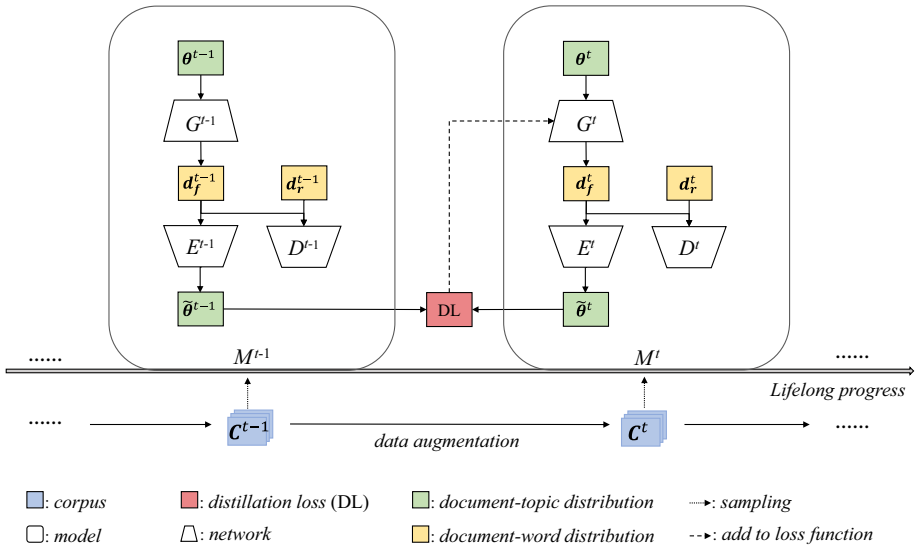 θ^{t-1} θ^t
G^{t-1} G^t
d_f^{t-1} d_r^{t-1} d_f^t d_r^t
E^{t-1} D^{t-1} E^t D^t
θ̃^{t-1} DL θ̃^t
...... M^{t-1} M^t ......
Lifelong progress
...... C^{t-1} data augmentation C^t ......
: corpus : distillation loss (DL) : document-topic distribution : sampling
: model : network : document-word distribution : add to loss function